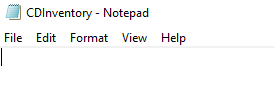 CDInventory - Notepad
File Edit Format View Help